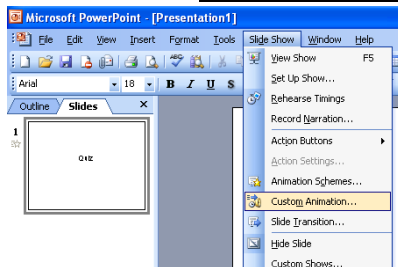 Microsoft PowerPoint - [Presentation1]
File Edit View Insert Format Tools Slide Show Window Help
Arial 18 B I U S
Outline Slides ×
1
Quiz
View Show F5
Set Up Show...
Rehearse Timings
Record Narration...
Action Buttons
Action Settings...
Animation Schemes...
Custom Animation...
Slide Transition...
Hide Slide
Custom Shows...